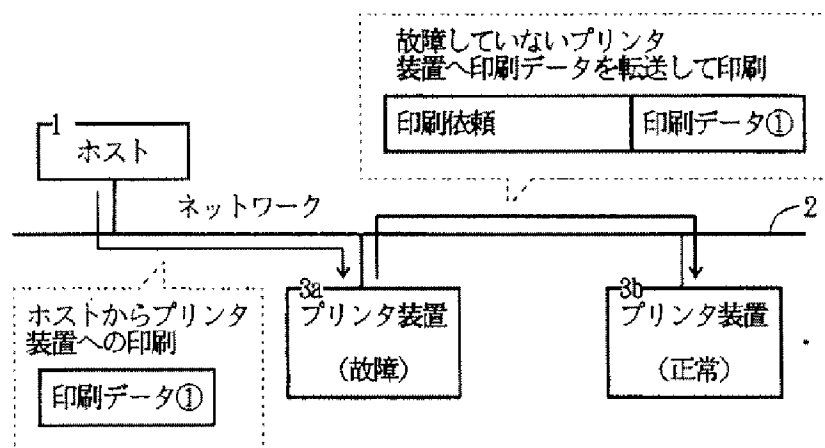 故障していないプリンタ
装置へ印刷データを転送して印刷
印刷依頼
印刷データ①
1
ホスト
ネットワーク
2
ホストからプリンタ
装置への印刷
印刷データ①
3a
プリンタ装置
(故障)
3b
プリンタ装置
(正常)